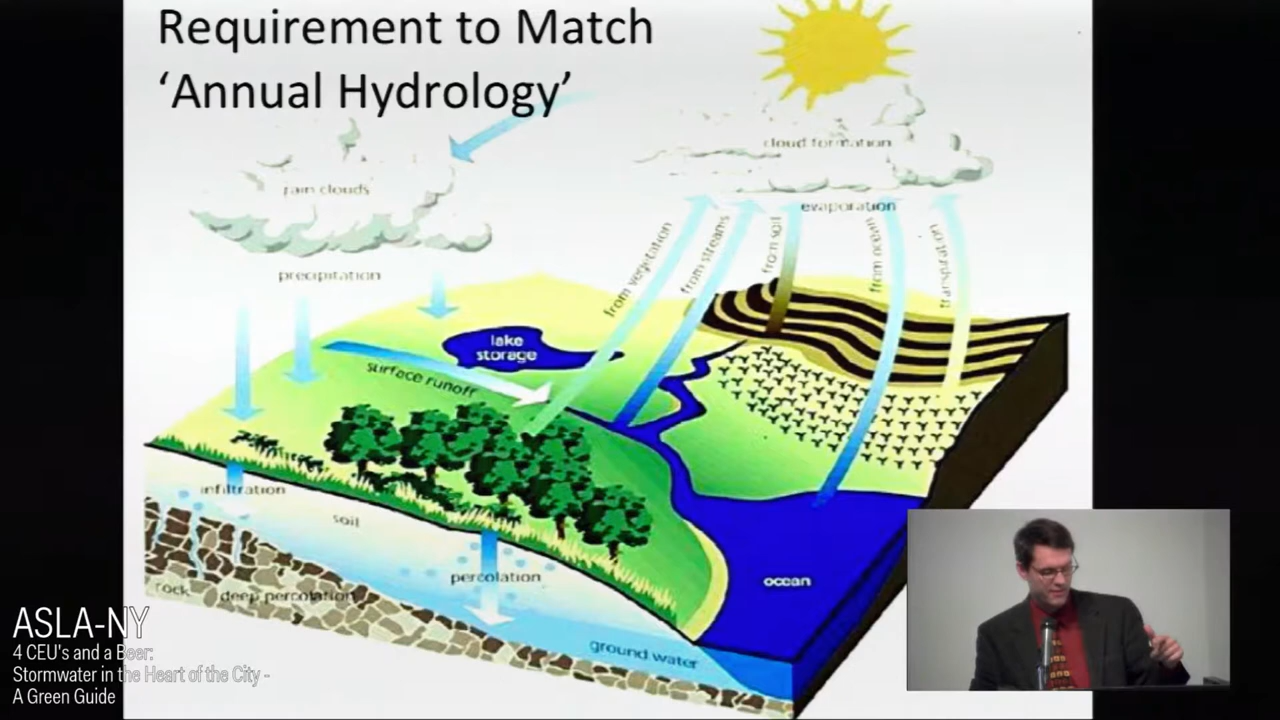 Requirement to Match
‘Annual Hydrology’
cloud formation
rain clouds
evaporation
precipitation
from vegetation
from streams
from soil
from ocean
transpiration
lake
storage
surface runoff
infiltration
soil
percolation
ocean
rock
deep percolation
ground water
ASLA-NY
4 CEU's and a Beer:
Stormwater in the Heart of the City -
A Green Guide